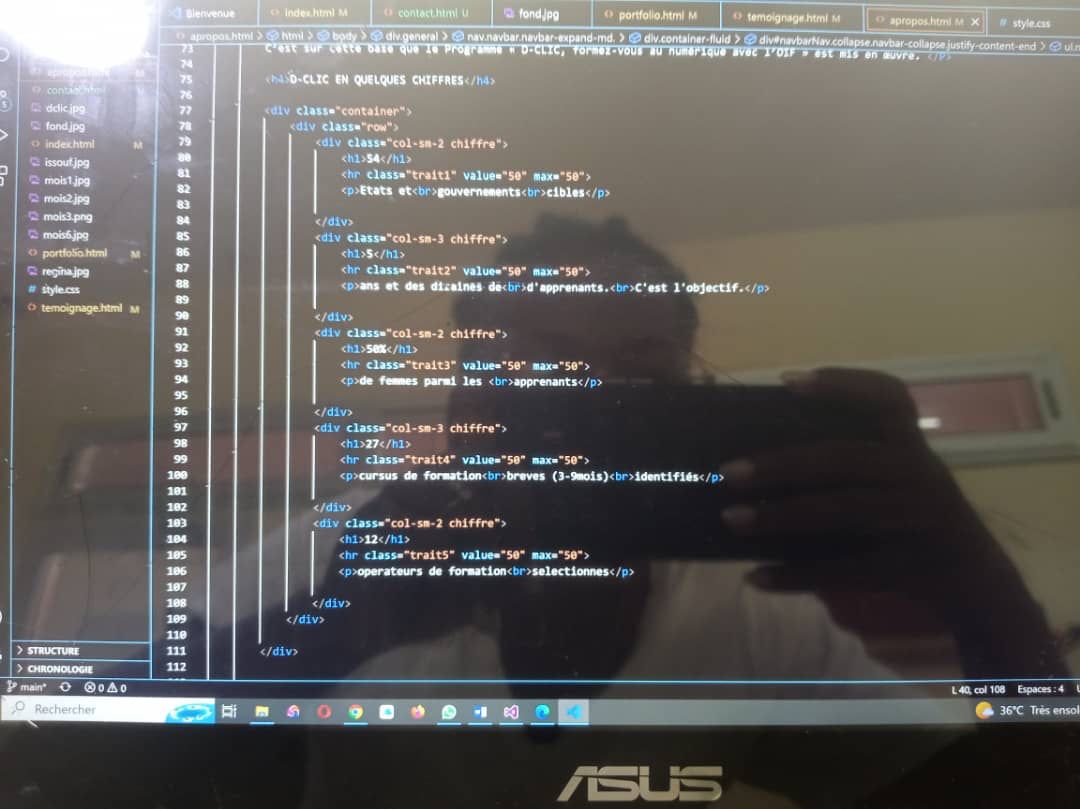 Bienvenue index.html M contact.html U fond.jpg portfolio.html M temoignage.html M apropos.html M style.css
apropos.html > html > body > div.general > nav.navbar.navbar-expand-md. > div.container-fluid > div#navbarNav.collapse.navbar-collapse.justify-content-end > ul.n
apropos.html M
contact.html U
dclic.jpg
fond.jpg
index.html M
issouf.jpg
mois1.jpg
mois2.jpg
mois3.png
mois6.jpg
portfolio.html M
regina.jpg
style.css
temoignage.html M
73 C'est sur cette base que le Programme « D-CLIC, formez-vous au numérique avec l'OIF » est mis en œuvre. </p>
74
75 <h4>D-CLIC EN QUELQUES CHIFFRES</h4>
76
77 <div class="container">
78 <div class="row">
79 <div class="col-sm-2 chiffre">
80 <h1>54</h1>
81 <hr class="trait1" value="50" max="50">
82 <p>Etats et<br>gouvernements<br>cibles</p>
83
84 </div>
85 <div class="col-sm-3 chiffre">
86 <h1>5</h1>
87 <hr class="trait2" value="50" max="50">
88 <p>ans et des dizaines de<br>d'apprenants.<br>C'est l'objectif.</p>
89
90 </div>
91 <div class="col-sm-2 chiffre">
92 <h1>50%</h1>
93 <hr class="trait3" value="50" max="50">
94 <p>de femmes parmi les <br>apprenants</p>
95
96 </div>
97 <div class="col-sm-3 chiffre">
98 <h1>27</h1>
99 <hr class="trait4" value="50" max="50">
100 <p>cursus de formation<br>breves (3-9mois)<br>identifiés</p>
101
102 </div>
103 <div class="col-sm-2 chiffre">
104 <h1>12</h1>
105 <hr class="trait5" value="50" max="50">
106 <p>operateurs de formation<br>selectionnes</p>
107
108 </div>
109 </div>
110
111 </div>
112
STRUCTURE
CHRONOLOGIE
main* 0 0 L 40, col 108 Espaces : 4
Rechercher 36°C Très ensol
ASUS